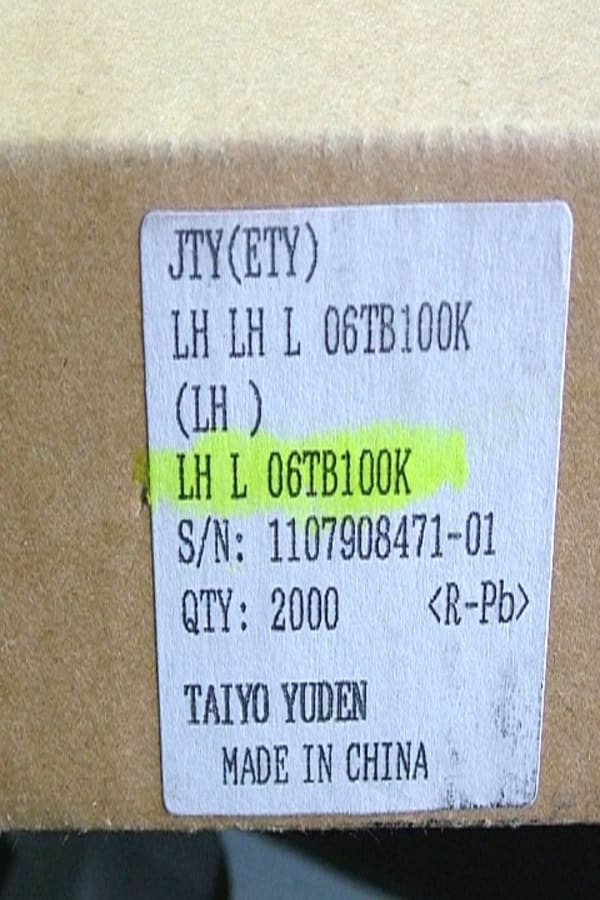 JTY(ETY)
LH LH L 06TB100K
(LH )
LH L 06TB100K
S/N: 1107908471-01
QTY: 2000 <R-Pb>
TAIYO YUDEN
MADE IN CHINA